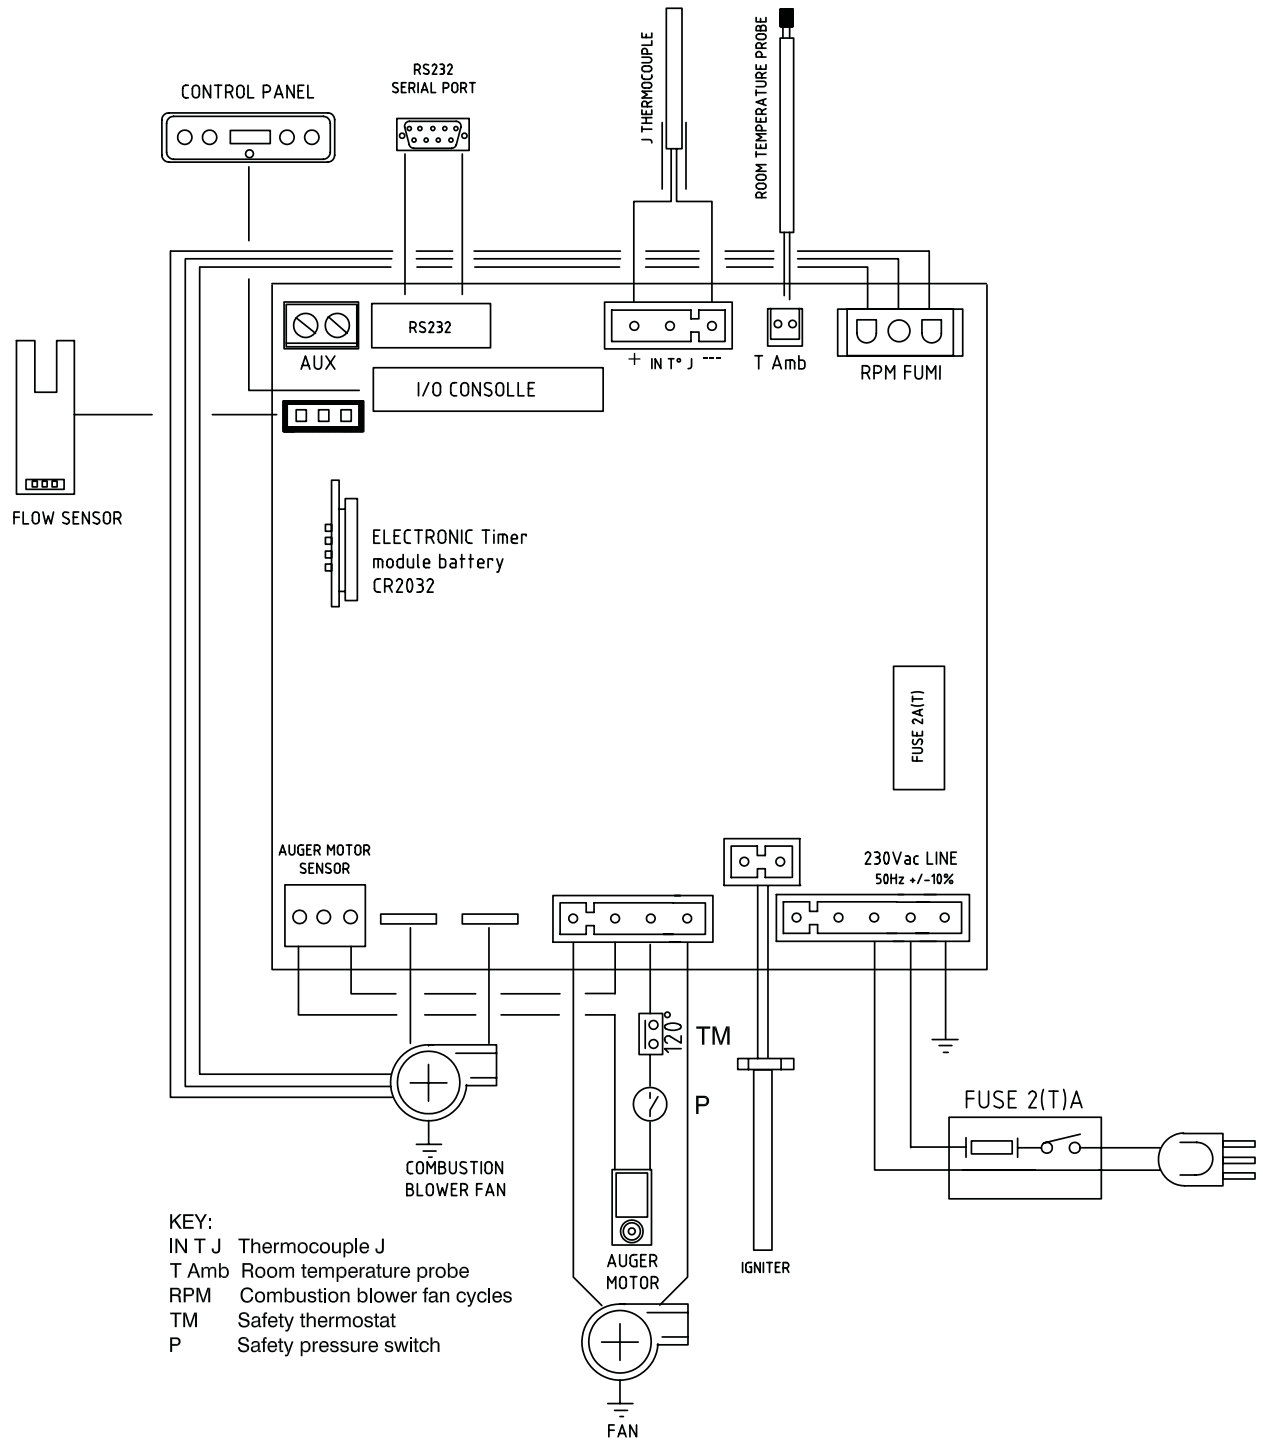 RS232
SERIAL PORT
CONTROL PANEL
J THERMOCOUPLE
ROOM TEMPERATURE PROBE
RS232
AUX
+ IN T° J ---
T Amb
RPM FUMI
I/O CONSOLLE
FLOW SENSOR
ELECTRONIC Timer
module battery
CR2032
FUSE 2A(T)
AUGER MOTOR
SENSOR
230Vac LINE
50Hz +/-10%
120°
TM
P
FUSE 2(T)A
COMBUSTION
BLOWER FAN
AUGER
MOTOR
IGNITER
FAN
KEY:
IN T J Thermocouple J
T Amb Room temperature probe
RPM Combustion blower fan cycles
TM Safety thermostat
P Safety pressure switch